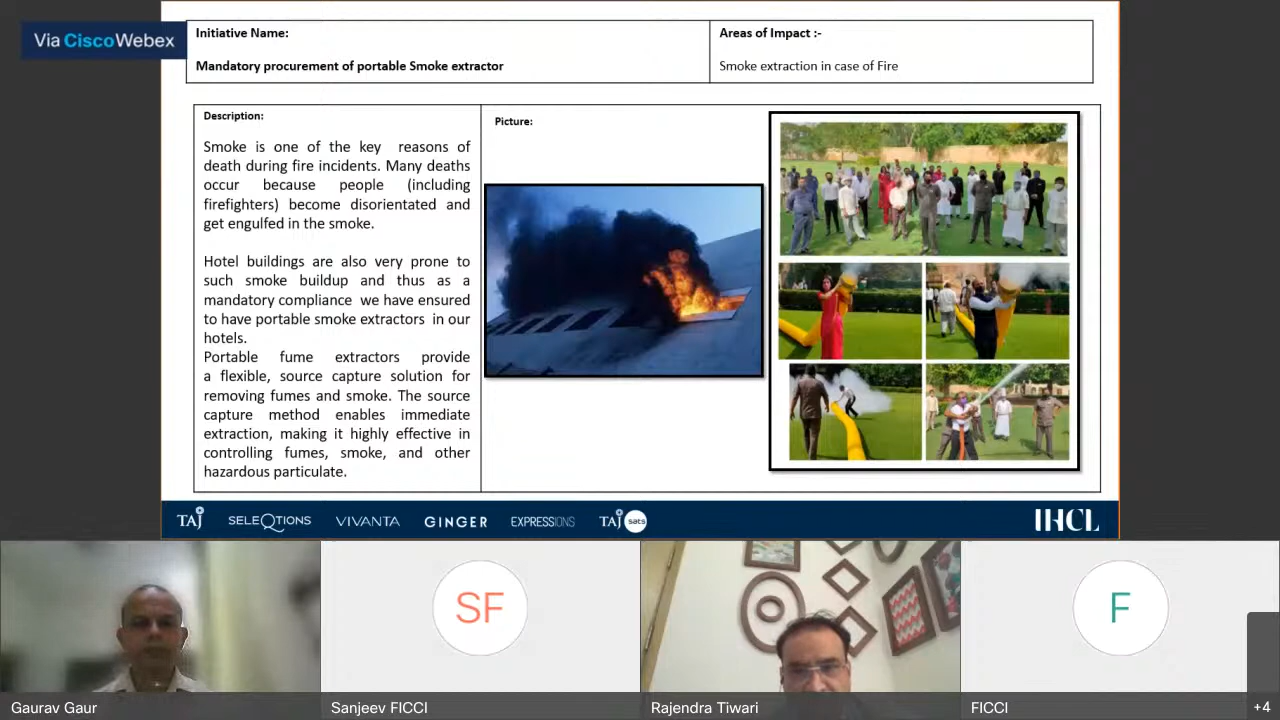 Via CiscoWebex
Initiative Name:
Mandatory procurement of portable Smoke extractor
Areas of Impact :-
Smoke extraction in case of Fire
Description:
Smoke is one of the key reasons of
death during fire incidents. Many deaths
occur because people (including
firefighters) become disorientated and
get engulfed in the smoke.
Hotel buildings are also very prone to
such smoke buildup and thus as a
mandatory compliance we have ensured
to have portable smoke extractors in our
hotels.
Portable fume extractors provide
a flexible, source capture solution for
removing fumes and smoke. The source
capture method enables immediate
extraction, making it highly effective in
controlling fumes, smoke, and other
hazardous particulate.
Picture:
TAJ SELEQTIONS VIVANTA GINGER EXPRESSIONS TAJ sats IHCL
SF
F
Gaurav Gaur
Sanjeev FICCI
Rajendra Tiwari
FICCI
+4